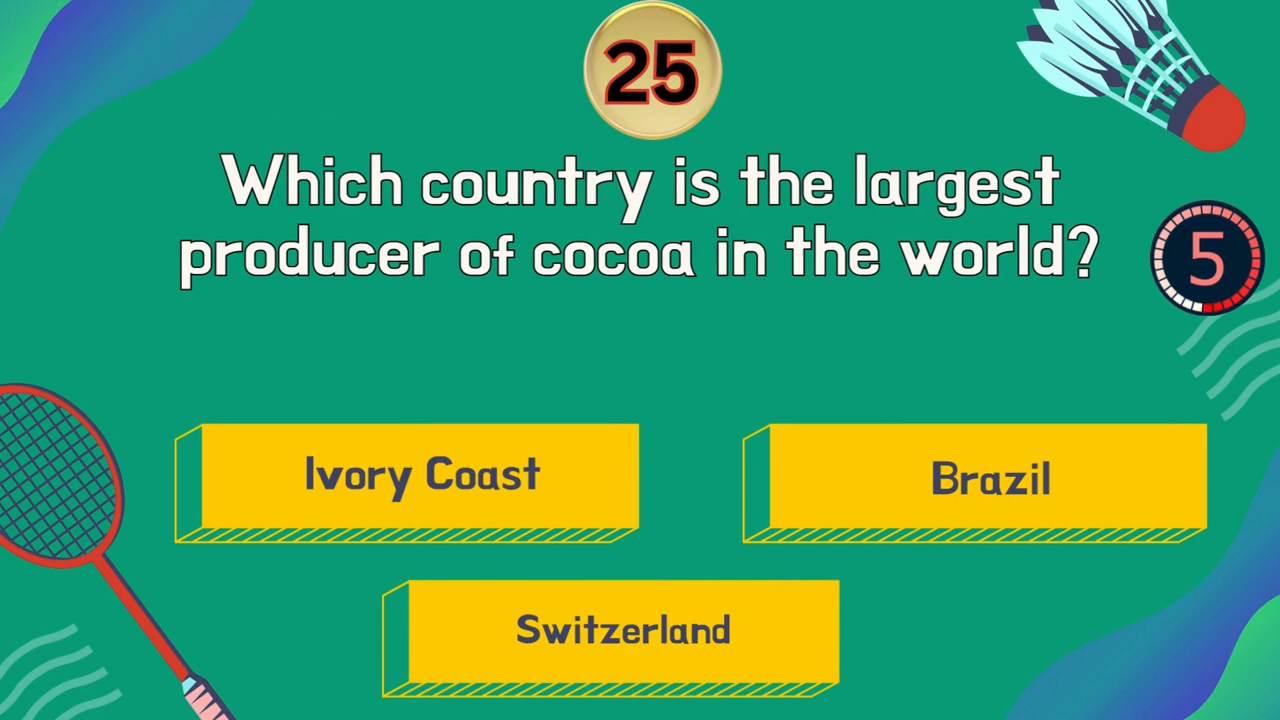 25
Which country is the largest
producer of cocoa in the world?
5
Ivory Coast
Brazil
Switzerland